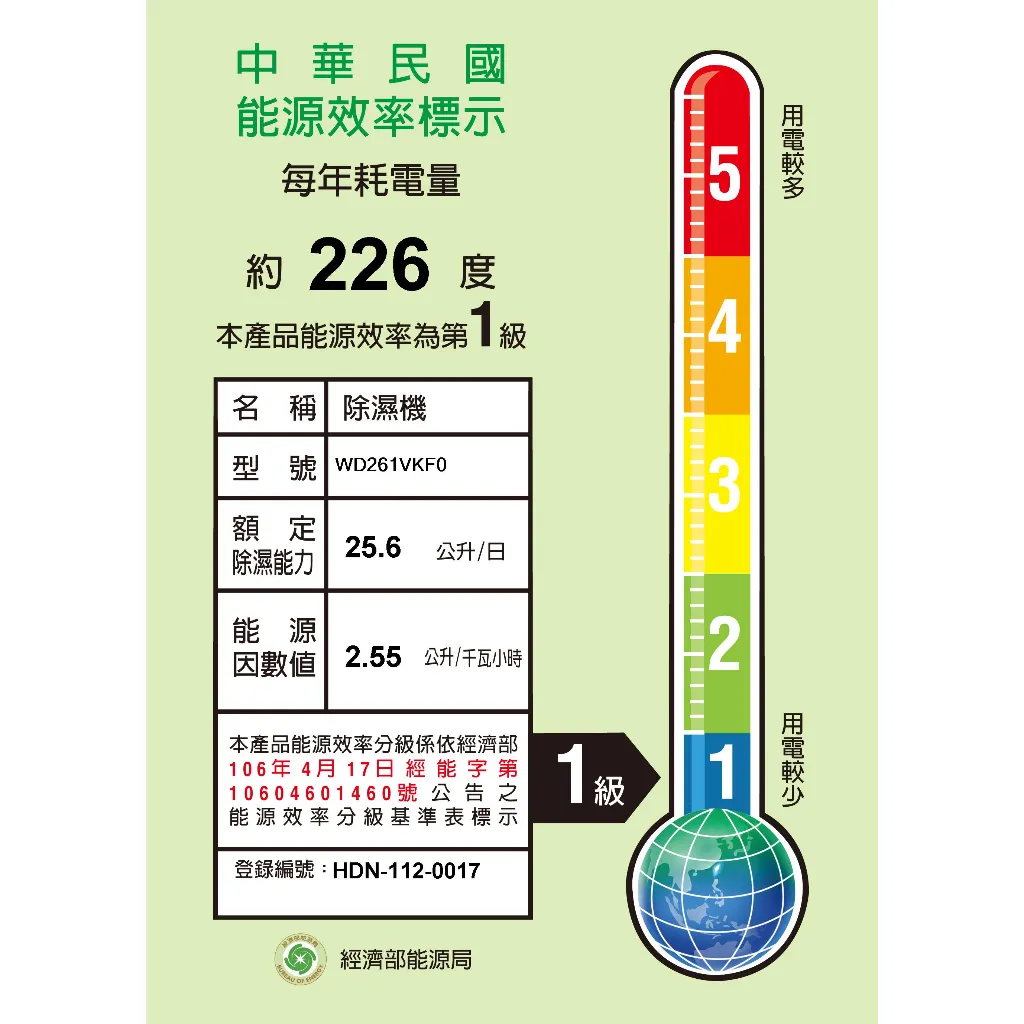 中華民國
能源效率標示
每年耗電量
約 226 度
本產品能源效率為第1級
名稱 除濕機
型號 WD261VKF0
額定
除濕能力 25.6 公升/日
能源
因數值 2.55 公升/千瓦小時
本產品能源效率分級係依經濟部
106年4月17日經能字第
10604601460號公告之
能源效率分級基準表標示
登錄編號：HDN-112-0017
經濟部能源局
BUREAU OF ENERGY
用電較多
5
4
3
2
1
用電較少
1級